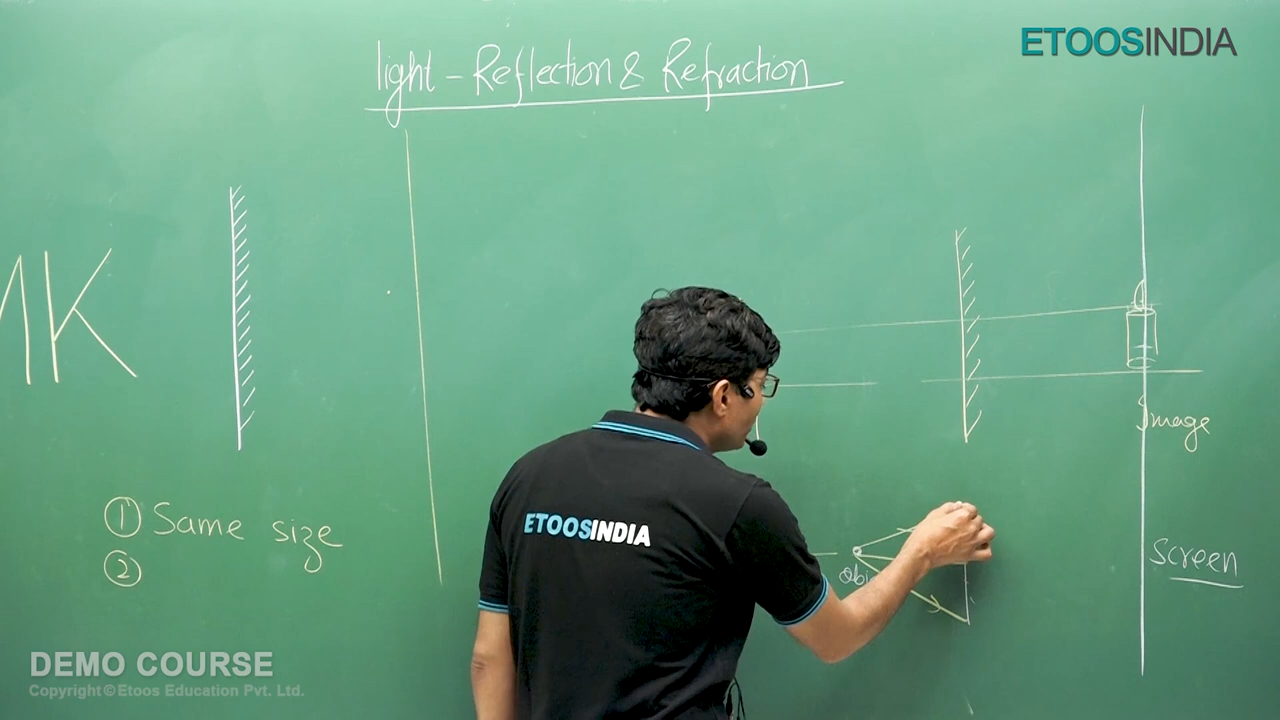 ETOOSINDIA
light - Reflection & Refraction
MK
Image
① Same size
②
Obj
Screen
ETOOSINDIA
DEMO COURSE
Copyright © Etoos Education Pvt. Ltd.